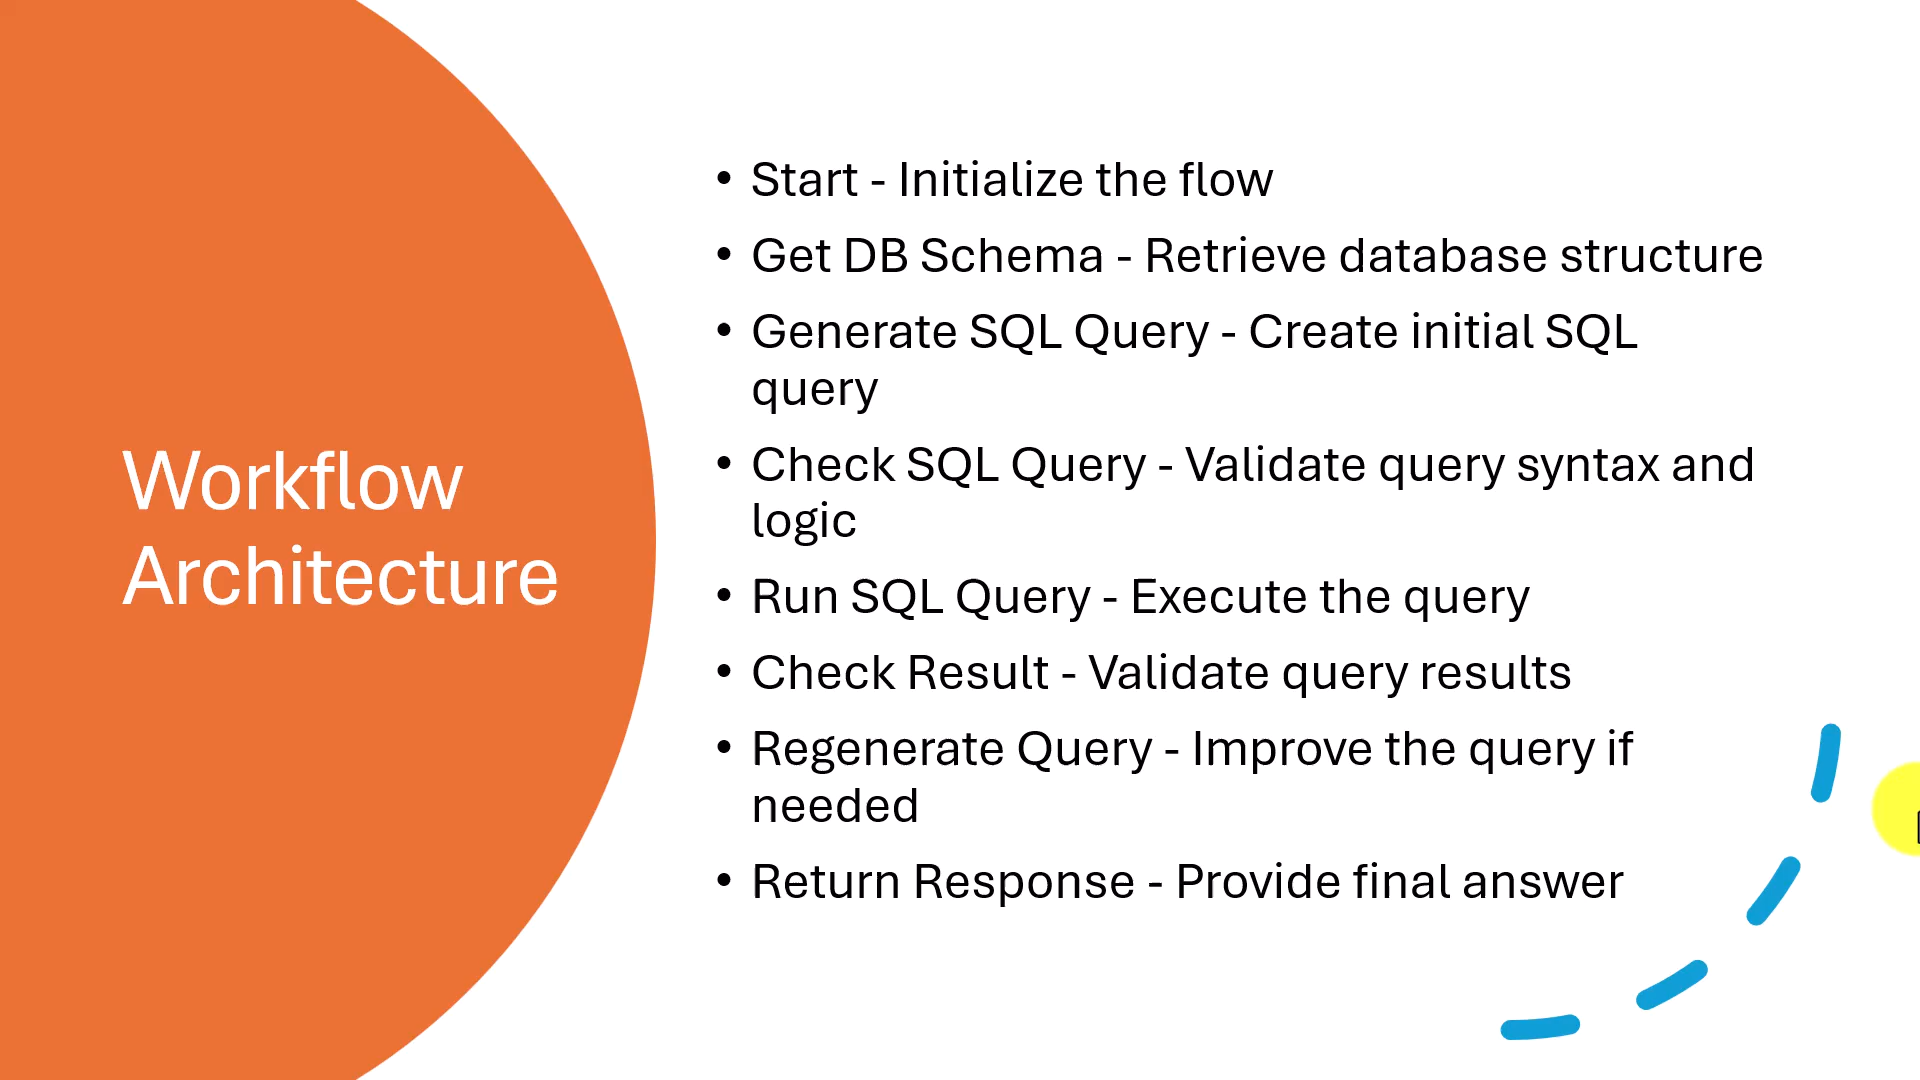 Workflow
Architecture
• Start - Initialize the flow
• Get DB Schema - Retrieve database structure
• Generate SQL Query - Create initial SQL
query
• Check SQL Query - Validate query syntax and
logic
• Run SQL Query - Execute the query
• Check Result - Validate query results
• Regenerate Query - Improve the query if
needed
• Return Response - Provide final answer